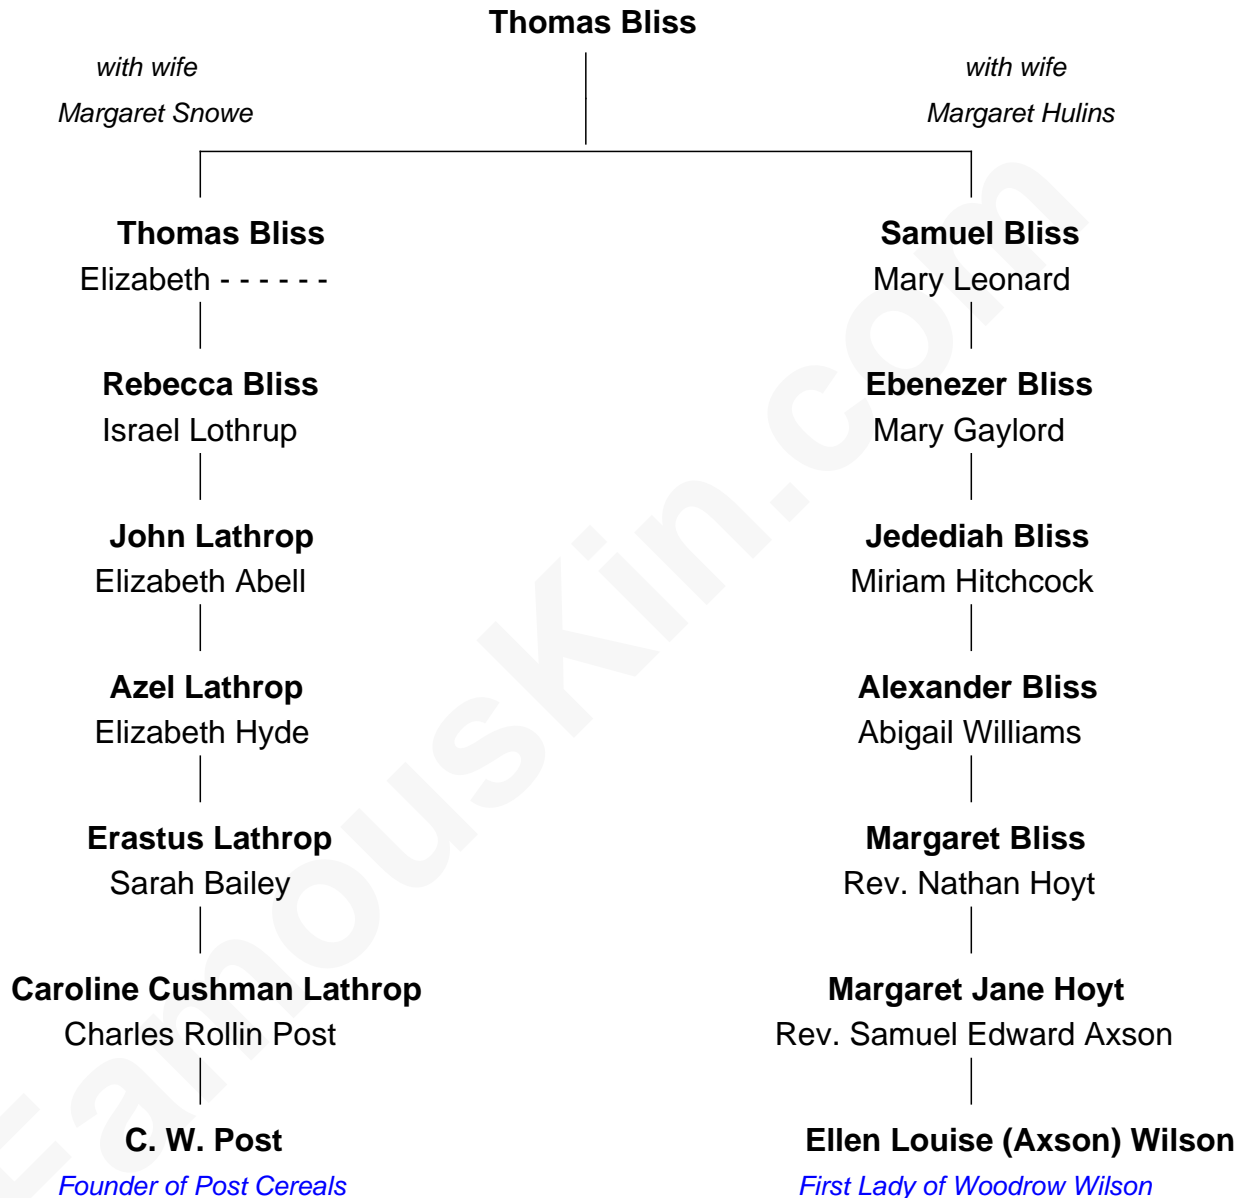 Thomas Bliss
with wife
Margaret Snowe
with wife
Margaret Hulins
Thomas Bliss
Elizabeth - - - - - -
Samuel Bliss
Mary Leonard
Rebecca Bliss
Israel Lothrup
Ebenezer Bliss
Mary Gaylord
John Lathrop
Elizabeth Abell
Jedediah Bliss
Miriam Hitchcock
Azel Lathrop
Elizabeth Hyde
Alexander Bliss
Abigail Williams
Erastus Lathrop
Sarah Bailey
Margaret Bliss
Rev. Nathan Hoyt
Caroline Cushman Lathrop
Charles Rollin Post
Margaret Jane Hoyt
Rev. Samuel Edward Axson
C. W. Post
Founder of Post Cereals
Ellen Louise (Axson) Wilson
First Lady of Woodrow Wilson
FamousKin.com